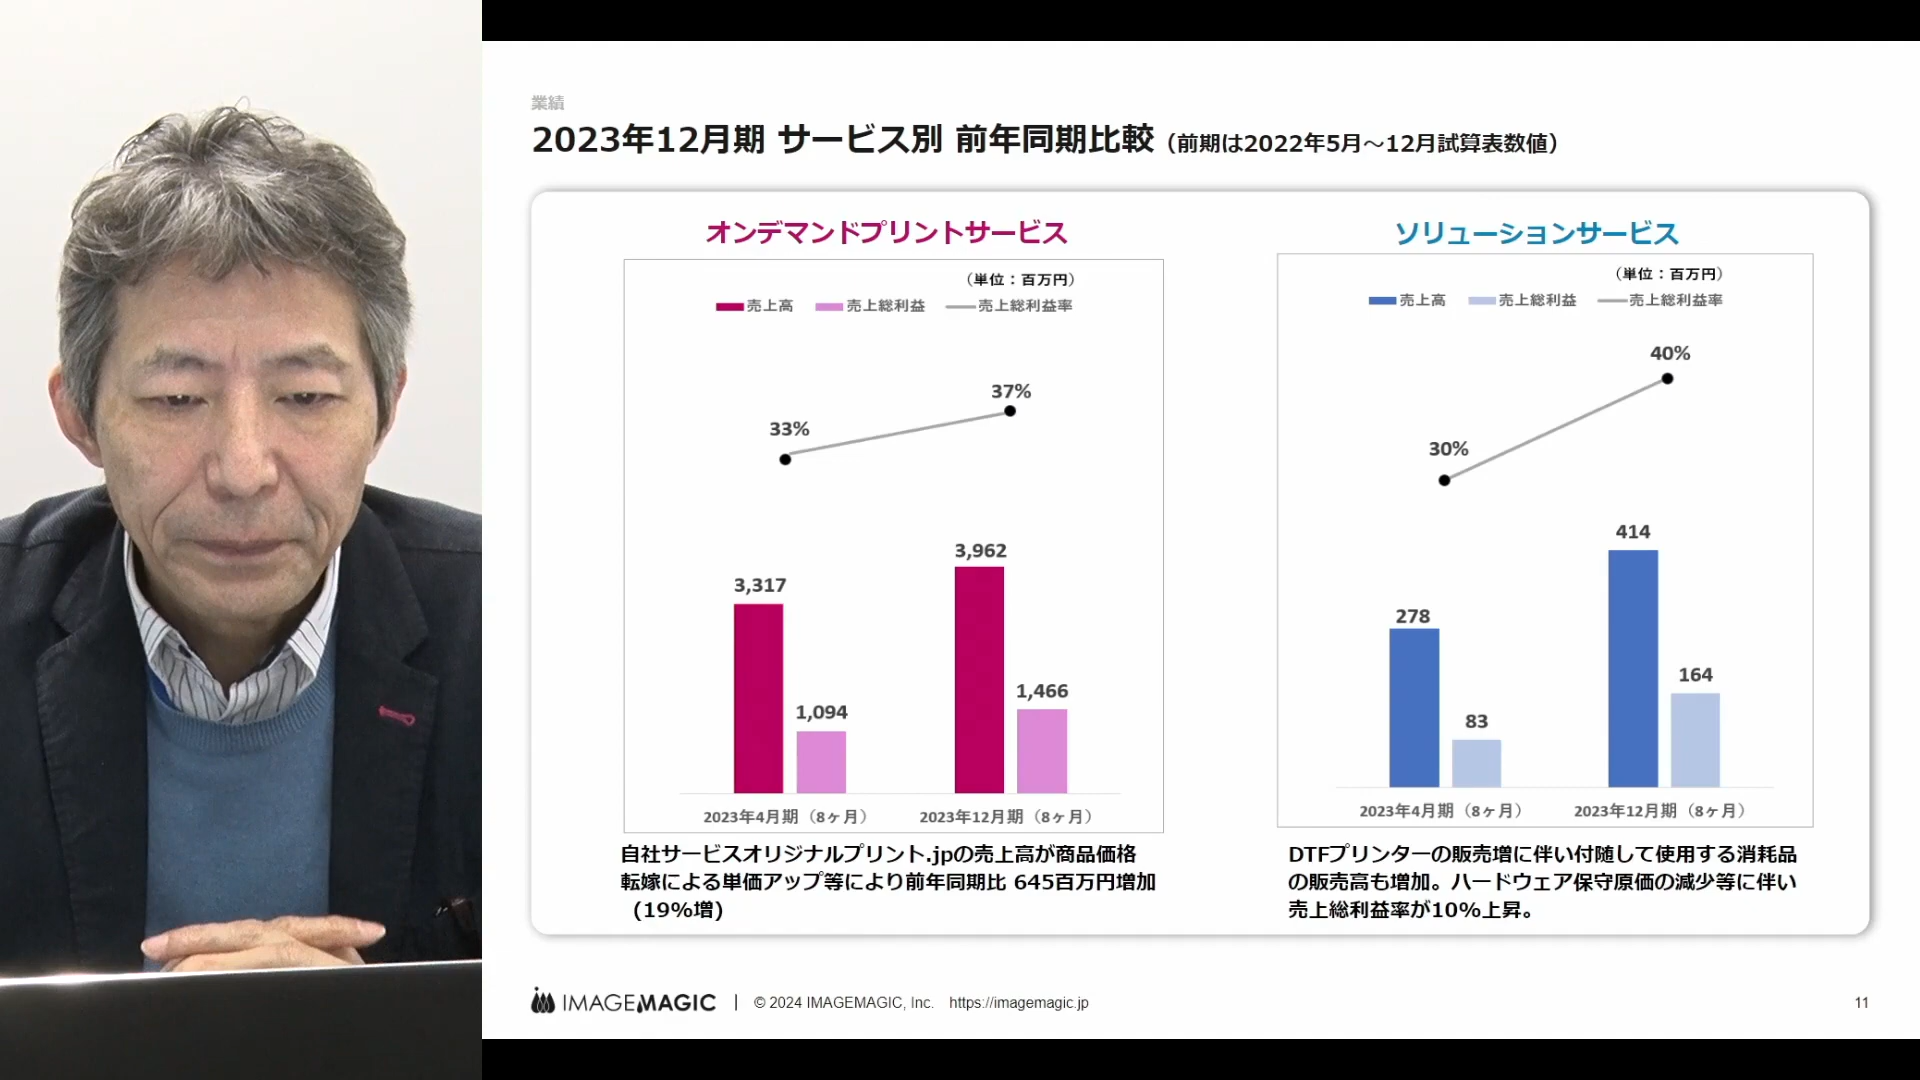 業績
2023年12月期 サービス別 前年同期比較（前期は2022年5月～12月試算表数値）
オンデマンドプリントサービス
（単位：百万円）
売上高 売上総利益 売上総利益率
33%
37%
3,317
1,094
3,962
1,466
2023年4月期（8ヶ月） 2023年12月期（8ヶ月）
自社サービスオリジナルプリント.jpの売上高が商品価格
転嫁による単価アップ等により前年同期比 645百万円増加
（19%増）
ソリューションサービス
（単位：百万円）
売上高 売上総利益 売上総利益率
30%
40%
278
83
414
164
2023年4月期（8ヶ月） 2023年12月期（8ヶ月）
DTFプリンターの販売増に伴い付随して使用する消耗品
の販売高も増加。ハードウェア保守原価の減少等に伴い
売上総利益率が10%上昇。
IMAGEMAGIC | © 2024 IMAGEMAGIC, Inc. https://imagemagic.jp
11